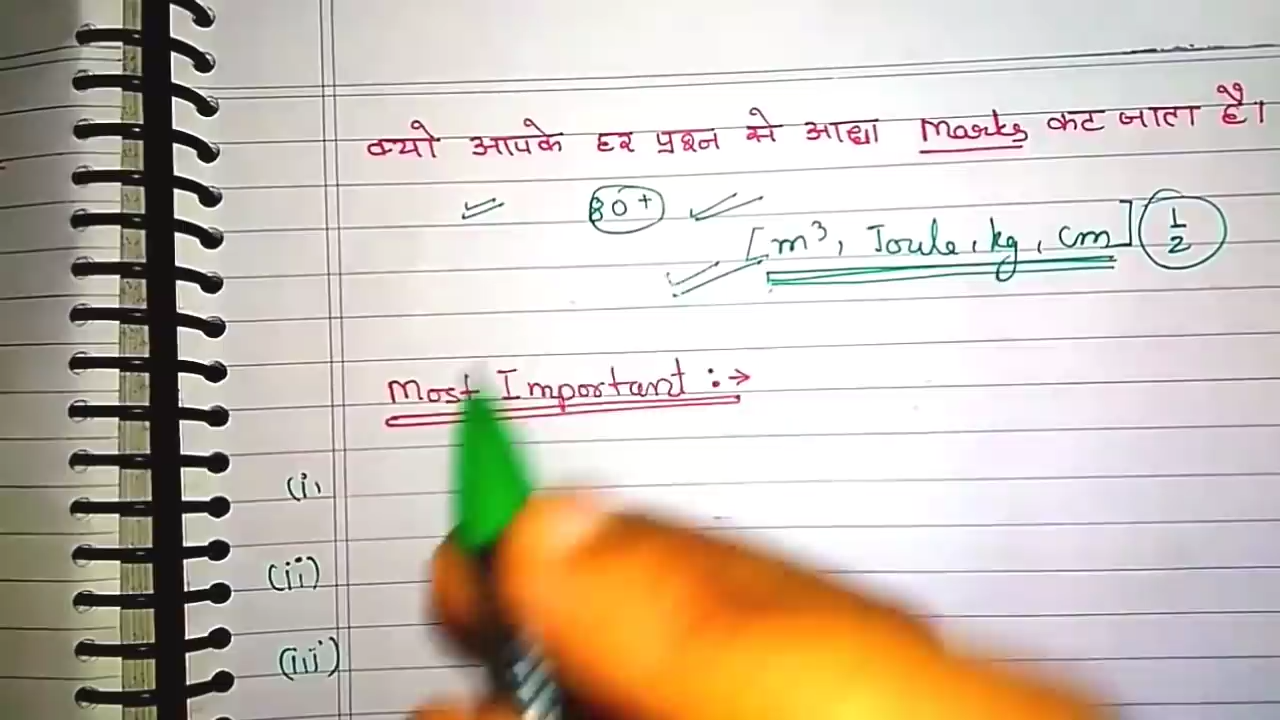 क्यो आपके हर प्रश्न से आधा Marks कट जाता है।
80+
[m³, Joule, kg, cm] 1/2
Most Important :→
(i)
(ii)
(iii)